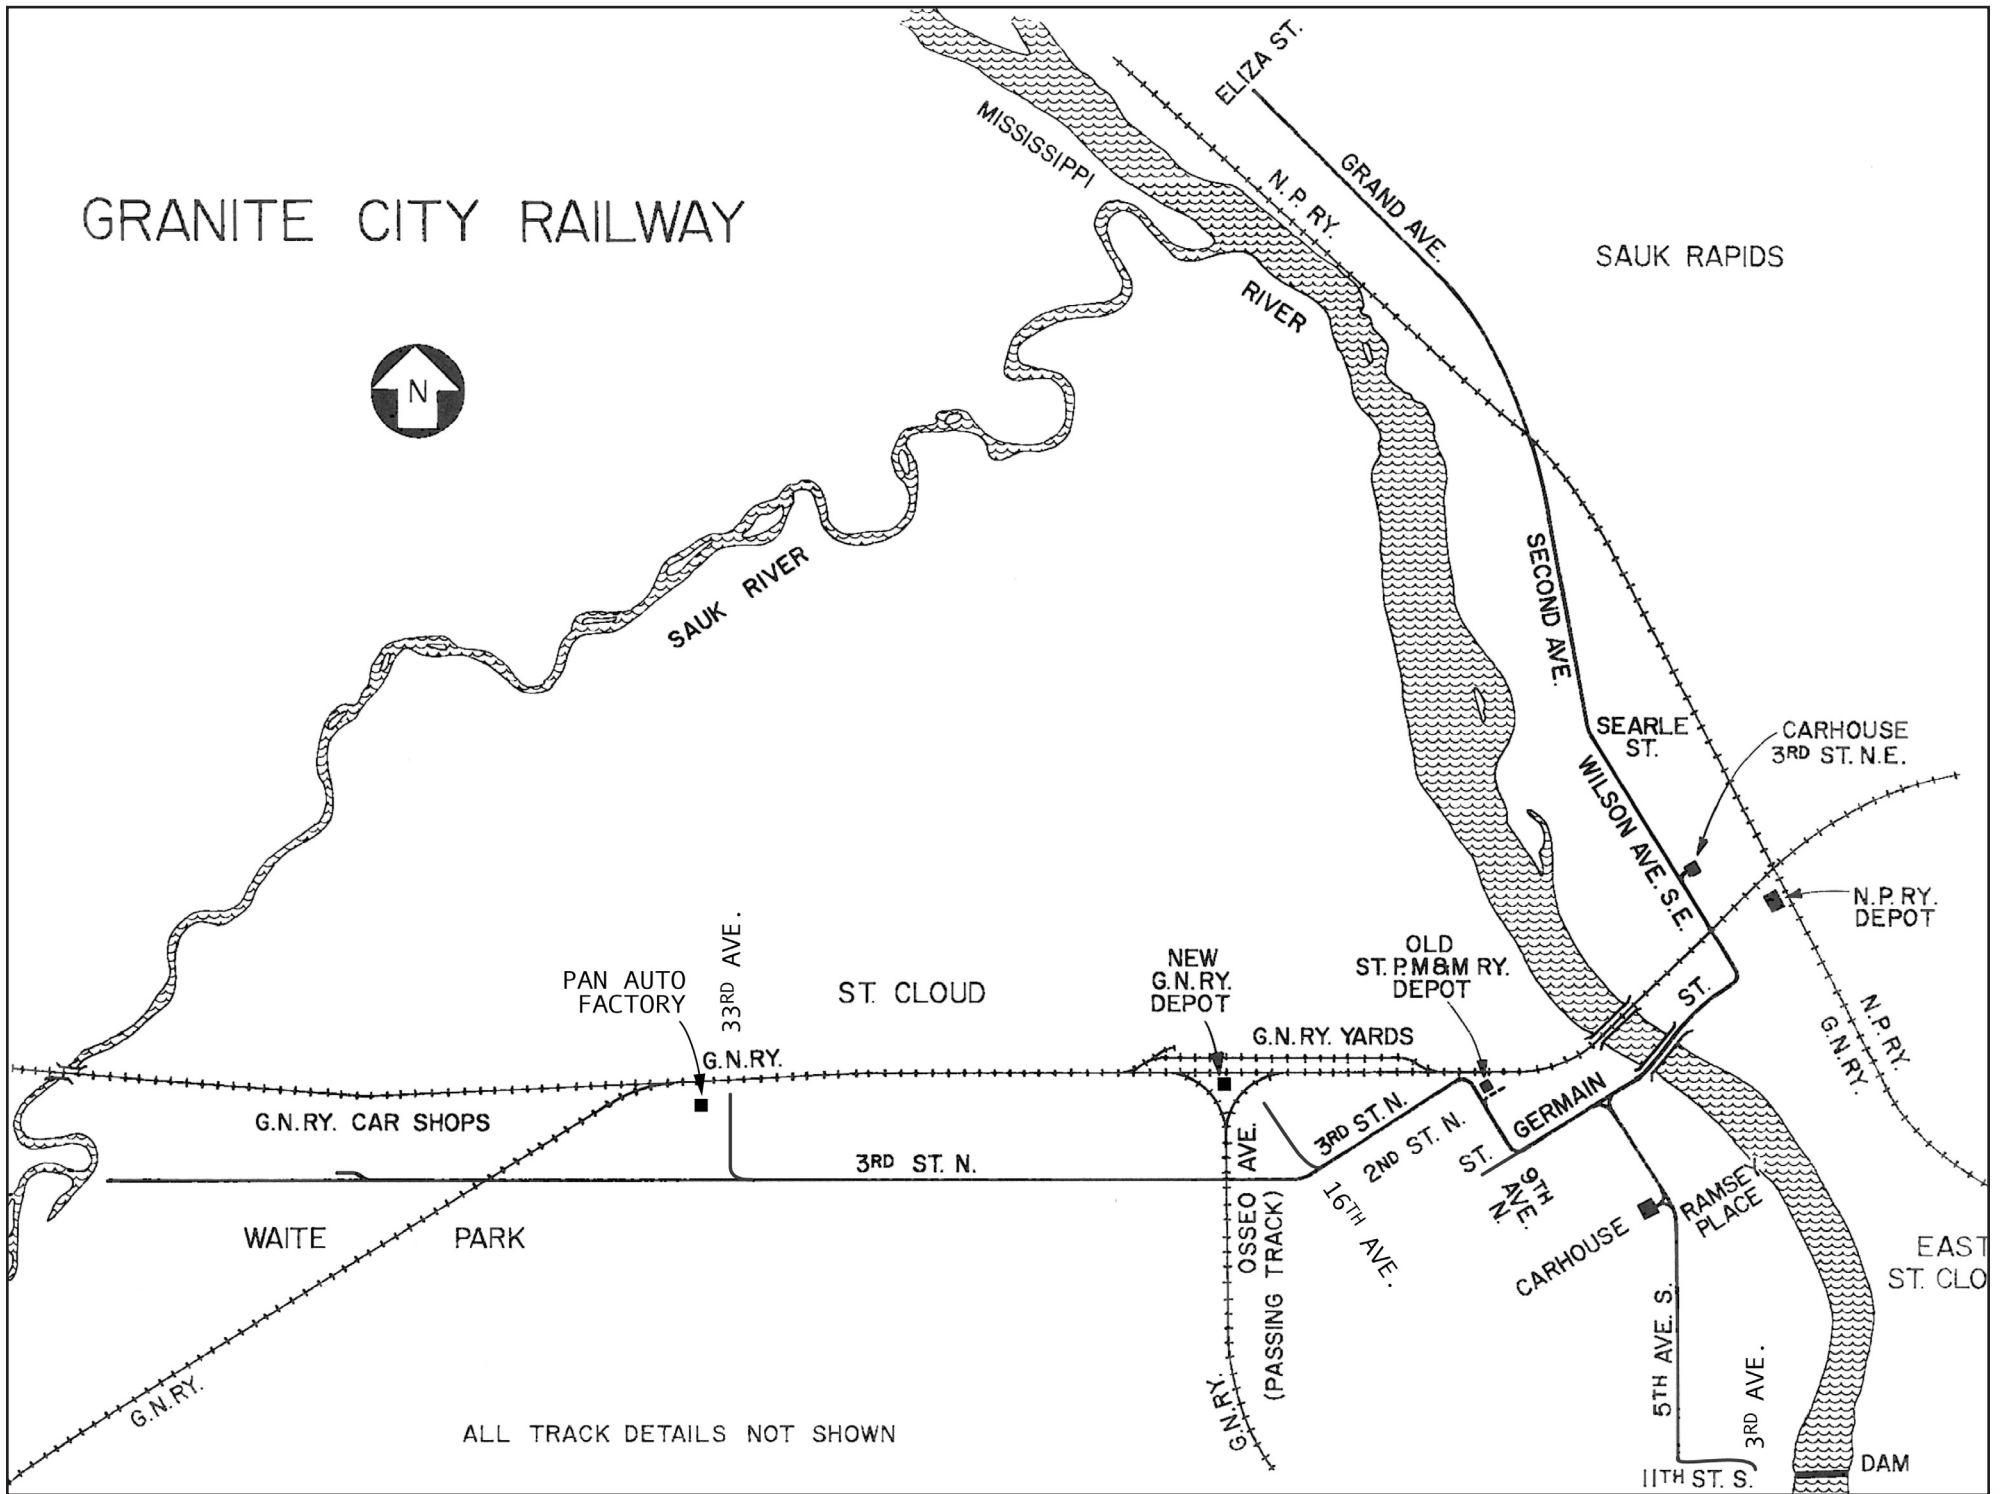 ELIZA ST.
MISSISSIPPI
GRAND AVE.
N. P. RY.
GRANITE CITY RAILWAY
SAUK RAPIDS
RIVER
N
SECOND AVE.
SAUK RIVER
SEARLE
ST.
CARHOUSE
3RD ST. N.E.
WILSON AVE. S.E.
N.P. RY.
DEPOT
33RD AVE.
PAN AUTO
FACTORY
ST. CLOUD
NEW
G.N. RY.
DEPOT
OLD
ST. P. M & M RY.
DEPOT
ST.
G.N. RY.
G.N. RY. YARDS
N.P. RY.
G.N. RY.
G.N. RY. CAR SHOPS
GERMAIN
3RD ST. N.
2ND ST. N.
ST.
3RD ST. N.
OSSEO AVE.
(PASSING TRACK)
16TH AVE.
9TH
AVE.
N.
RAMSEY
PLACE
CARHOUSE
WAITE PARK
EAST
ST. CLO
5TH AVE. S.
3RD AVE.
G.N. RY.
G.N. RY.
ALL TRACK DETAILS NOT SHOWN
11TH ST. S.
DAM